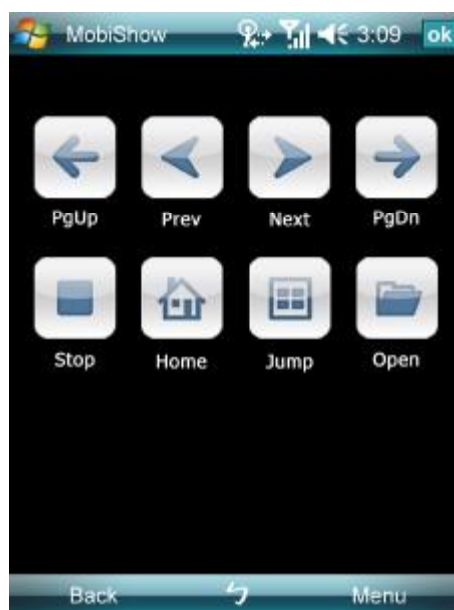 MobiShow 3:09 ok
PgUp Prev Next PgDn
Stop Home Jump Open
Back Menu